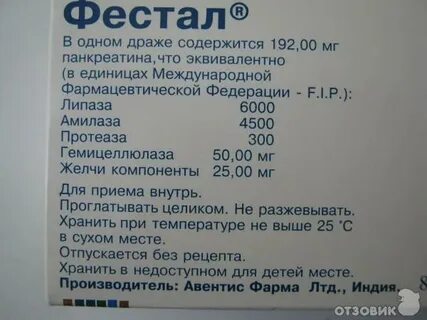 Фестал®
В одном драже содержится 192,00 мг
панкреатина, что эквивалентно
(в единицах Международной
Фармацевтической Федерации - F.I.P.):
Липаза 6000
Амилаза 4500
Протеаза 300
Гемицеллюлаза 50,00 мг
Желчи компоненты 25,00 мг
Для приема внутрь.
Проглатывать целиком. Не разжевывать.
Хранить при температуре не выше 25 °C
в сухом месте.
Отпускается без рецепта.
Хранить в недоступном для детей месте.
Производитель: Авентис Фарма Лтд., Индия.
ОТЗОВИК